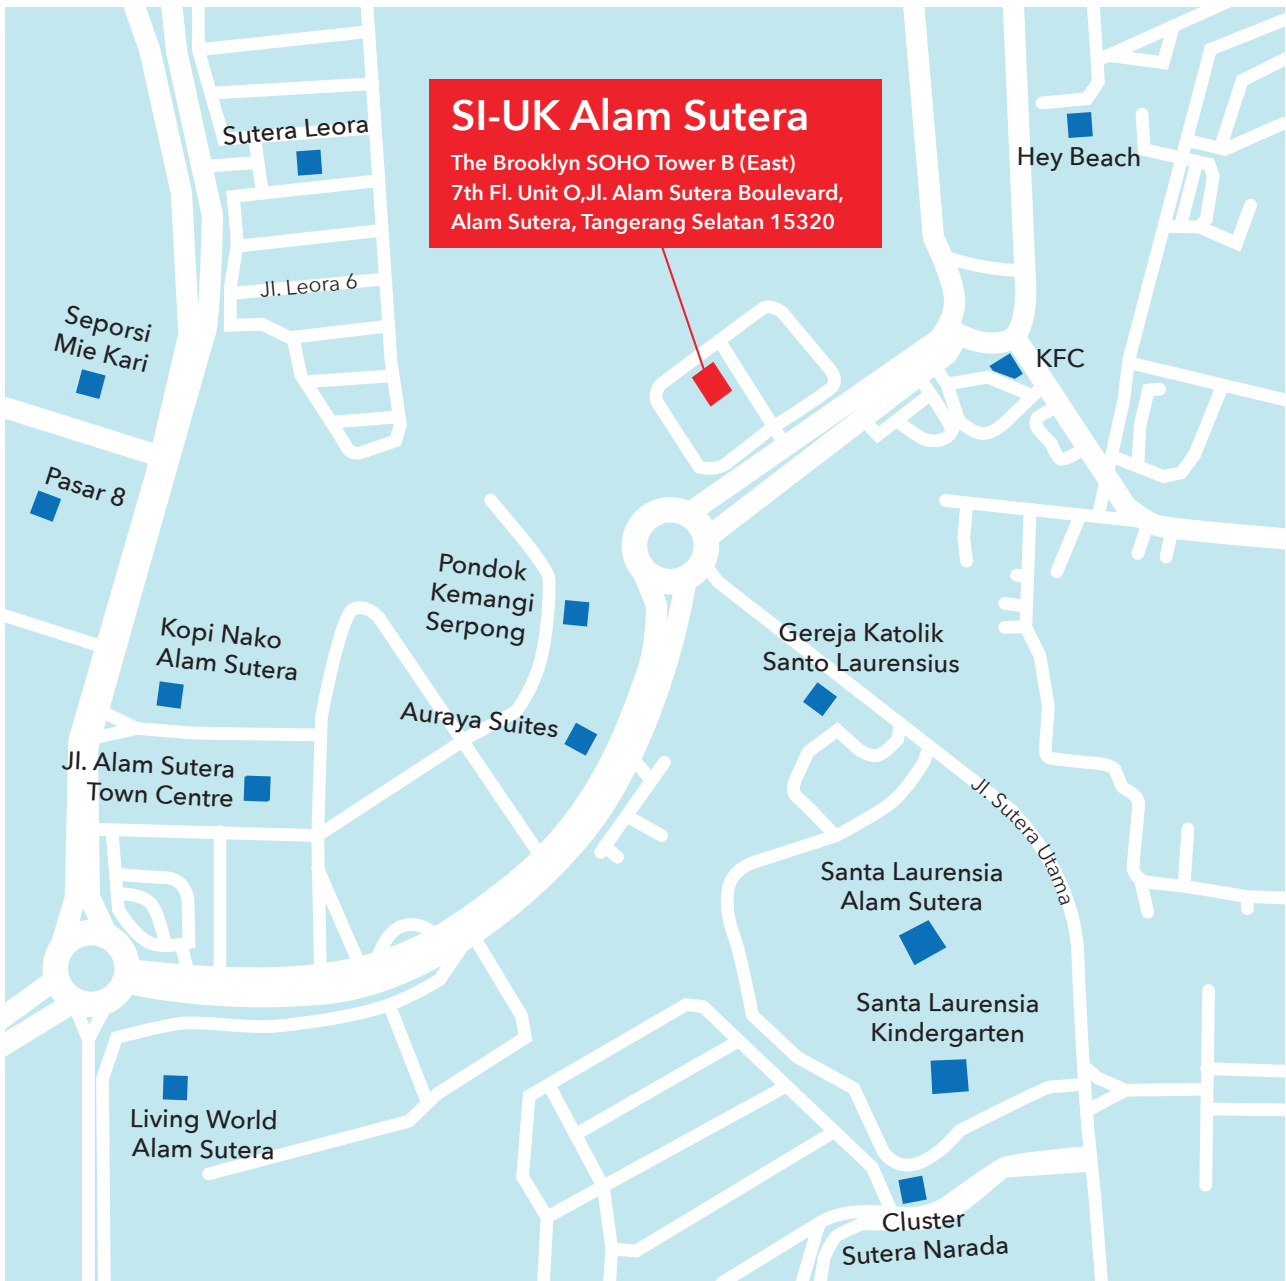 SI-UK Alam Sutera
The Brooklyn SOHO Tower B (East)
7th Fl. Unit O,Jl. Alam Sutera Boulevard,
Alam Sutera, Tangerang Selatan 15320
Sutera Leora
Hey Beach
Jl. Leora 6
Seporsi
Mie Kari
KFC
Pasar 8
Pondok
Kemangi
Serpong
Kopi Nako
Alam Sutera
Gereja Katolik
Santo Laurensius
Auraya Suites
Jl. Alam Sutera
Town Centre
Jl. Sutera Utama
Santa Laurensia
Alam Sutera
Santa Laurensia
Kindergarten
Living World
Alam Sutera
Cluster
Sutera Narada